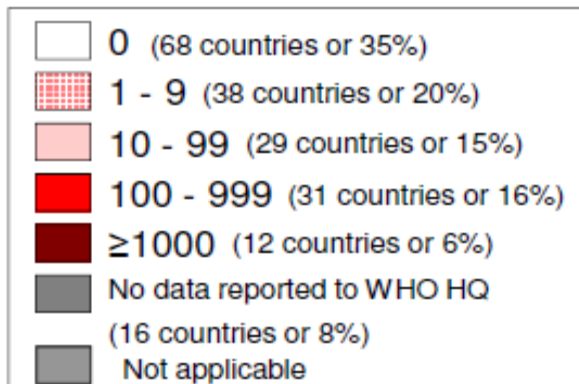 0 (68 countries or 35%)
1 - 9 (38 countries or 20%)
10 - 99 (29 countries or 15%)
100 - 999 (31 countries or 16%)
≥1000 (12 countries or 6%)
No data reported to WHO HQ
(16 countries or 8%)
Not applicable